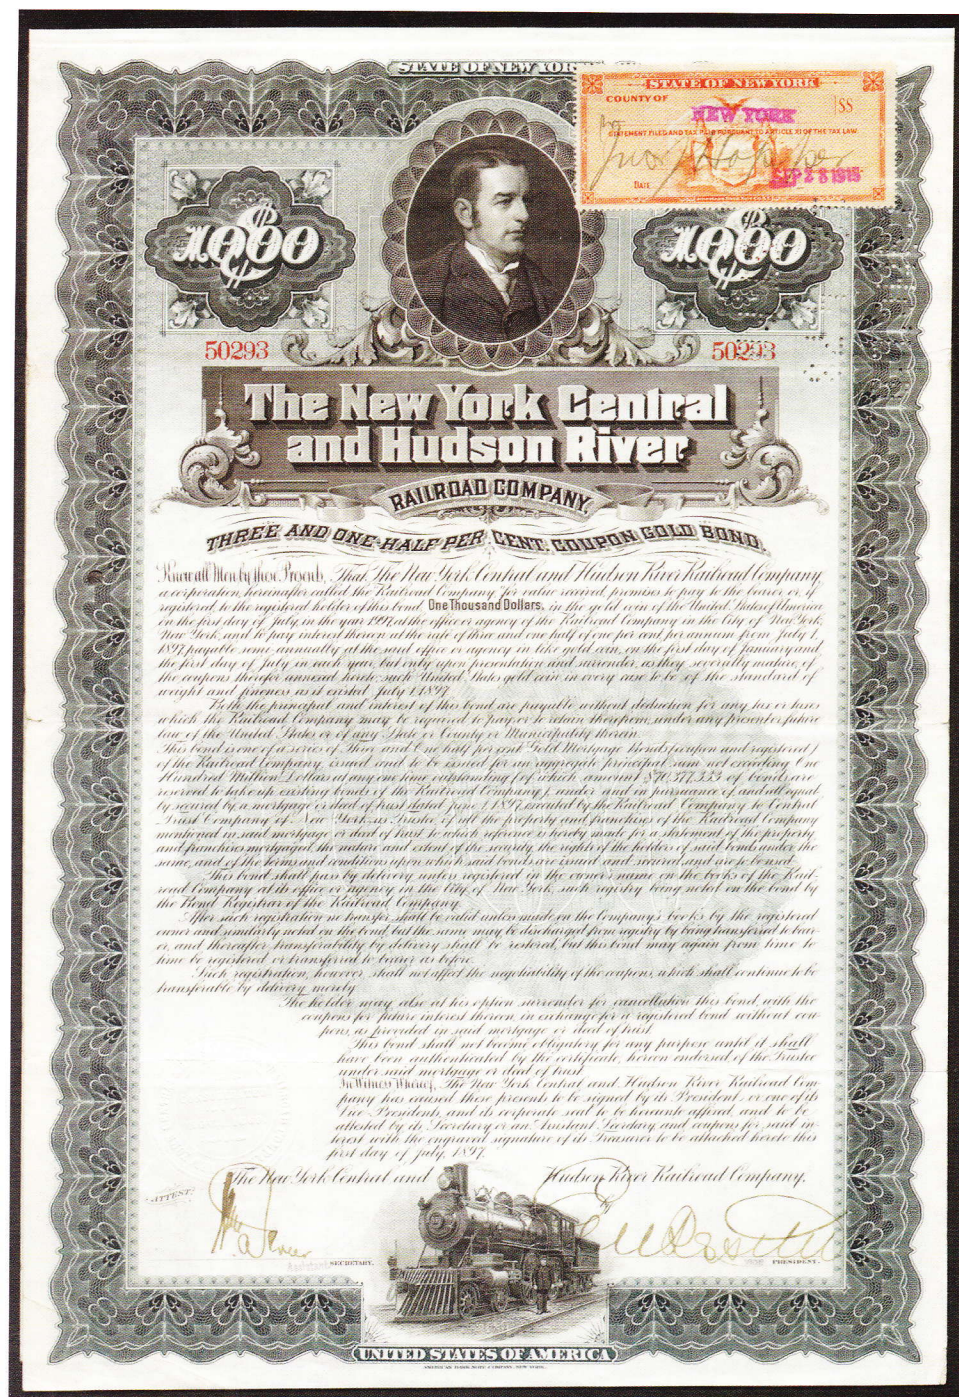 STATE OF NEW YORK
STATE OF NEW YORK
COUNTY OF
SS
NEW YORK
STATEMENT FILED AND TAX PAID PURSUANT TO ARTICLE XI OF THE TAX LAW
DATE SEP 28 1915
$1000
$1000
50293
50293
The New York Central
and Hudson River
RAILROAD COMPANY.
THREE AND ONE-HALF PER CENT. COUPON GOLD BOND.
Know all Men by these Presents, That The New York Central and Hudson River Railroad Company,
a corporation, hereinafter called the Railroad Company, for value received promises to pay to the bearer or, if
registered, to the registered holder of this bond, One Thousand Dollars, in the gold coin of the United States of America
on the first day of July, in the year 1997, at the office or agency of the Railroad Company in the City of New York,
New York, and to pay interest thereon at the rate of three and one half of one per cent per annum from July 1,
1897, payable semi annually at the said office or agency in like gold coin, on the first day of January and
the first day of July in each year, but only upon presentation and surrender, as they severally mature, of
the coupons therefor annexed hereto, such United States gold coin in every case to be of the standard of
weight and fineness as it existed July 1, 1897.
Both the principal and interest of this bond are payable without deduction for any tax or taxes
which the Railroad Company may be required to pay, or to retain therefrom, under any present or future
law of the United States or of any State or County or Municipality therein.
This bond is one of a series of Three and One half per cent Gold Mortgage Bonds (coupon and registered)
of the Railroad Company, issued and to be issued for an aggregate principal sum not exceeding One
Hundred Million Dollars at any one time outstanding (of which amount $70,377,333 of bonds are
reserved to take up existing bonds of the Railroad Company), under and in pursuance of, and all equal
ly secured by, a mortgage or deed of trust dated June 1, 1897, executed by the Railroad Company to Central
Trust Company of New York, as Trustee, of all the property and franchises of the Railroad Company
mentioned in said mortgage or deed of trust, to which reference is hereby made for a statement of the property
and franchises mortgaged, the nature and extent of the security, the rights of the holders of said bonds under the
same, and of the terms and conditions upon which said bonds are issued and secured, and are to be used.
This bond shall pass by delivery unless registered in the owner's name on the books of the Rail-
road Company at its office or agency in the City of New York, such registry being noted on the bond by
the Bond Registrar of the Railroad Company.
After such registration no transfer shall be valid unless made on the Company's books by the registered
owner and similarly noted on the bond, but the same may be discharged from registry by being transferred to bear-
er, and thereafter transferability by delivery shall be restored, but this bond may again from time to
time be registered or transferred to bearer as before.
Such registration, however, shall not affect the negotiability of the coupons, which shall continue to be
transferable by delivery merely.
The holder may also at his option surrender for cancellation this bond, with the
coupons for future interest thereon, in exchange for a registered bond without cou-
pons, as provided in said mortgage or deed of trust.
This bond shall not become obligatory for any purpose until it shall
have been authenticated by the certificate, hereon endorsed, of the Trustee
under said mortgage or deed of trust.
In Witness Whereof, The New York Central and Hudson River Railroad Com-
pany has caused these presents to be signed by its President, or one of its
Vice Presidents, and its corporate seal to be hereunto affixed, and to be
attested by its Secretary or an Assistant Secretary and coupons for said in-
terest with the engraved signature of its Treasurer to be attached hereto this
first day of July, 1897.
The New York Central and Hudson River Railroad Company,
ATTEST:
By
Assistant SECRETARY.
PRESIDENT.
UNITED STATES OF AMERICA
AMERICAN BANK NOTE COMPANY, NEW YORK.